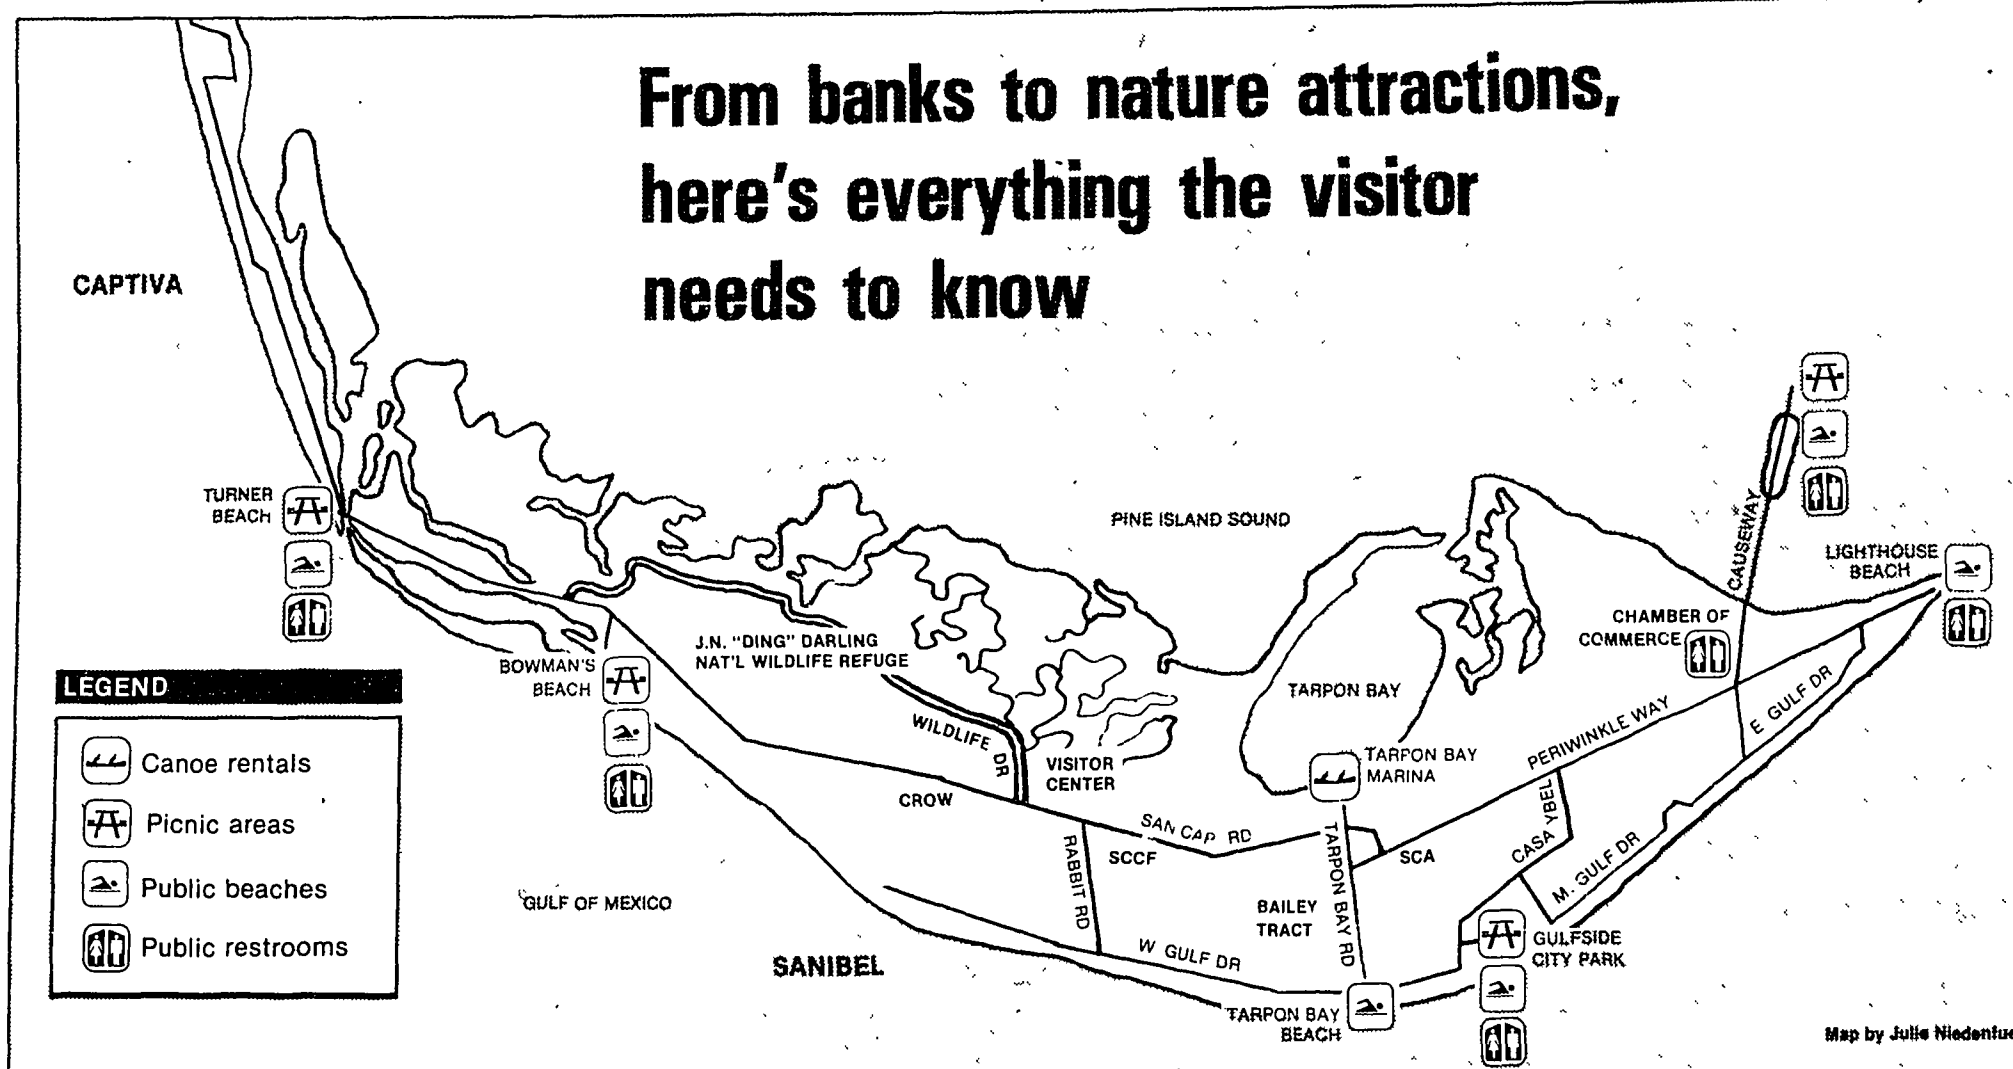 From banks to nature attractions,
here's everything the visitor
needs to know
CAPTIVA
TURNER
BEACH
PINE ISLAND SOUND
CAUSEWAY
LIGHTHOUSE
BEACH
CHAMBER OF
COMMERCE
J.N. "DING" DARLING
NAT'L WILDLIFE REFUGE
BOWMAN'S
BEACH
TARPON BAY
WILDLIFE DR
VISITOR
CENTER
TARPON BAY
MARINA
PERIWINKLE WAY
E GULF DR
CROW
SAN CAP RD
RABBIT RD
SCCF
TARPON BAY RD
SCA
CASA YBEL
M. GULF DR
GULF OF MEXICO
BAILEY
TRACT
W GULF DR
SANIBEL
GULFSIDE
CITY PARK
TARPON BAY
BEACH
LEGEND
Canoe rentals
Picnic areas
Public beaches
Public restrooms
Map by Julie